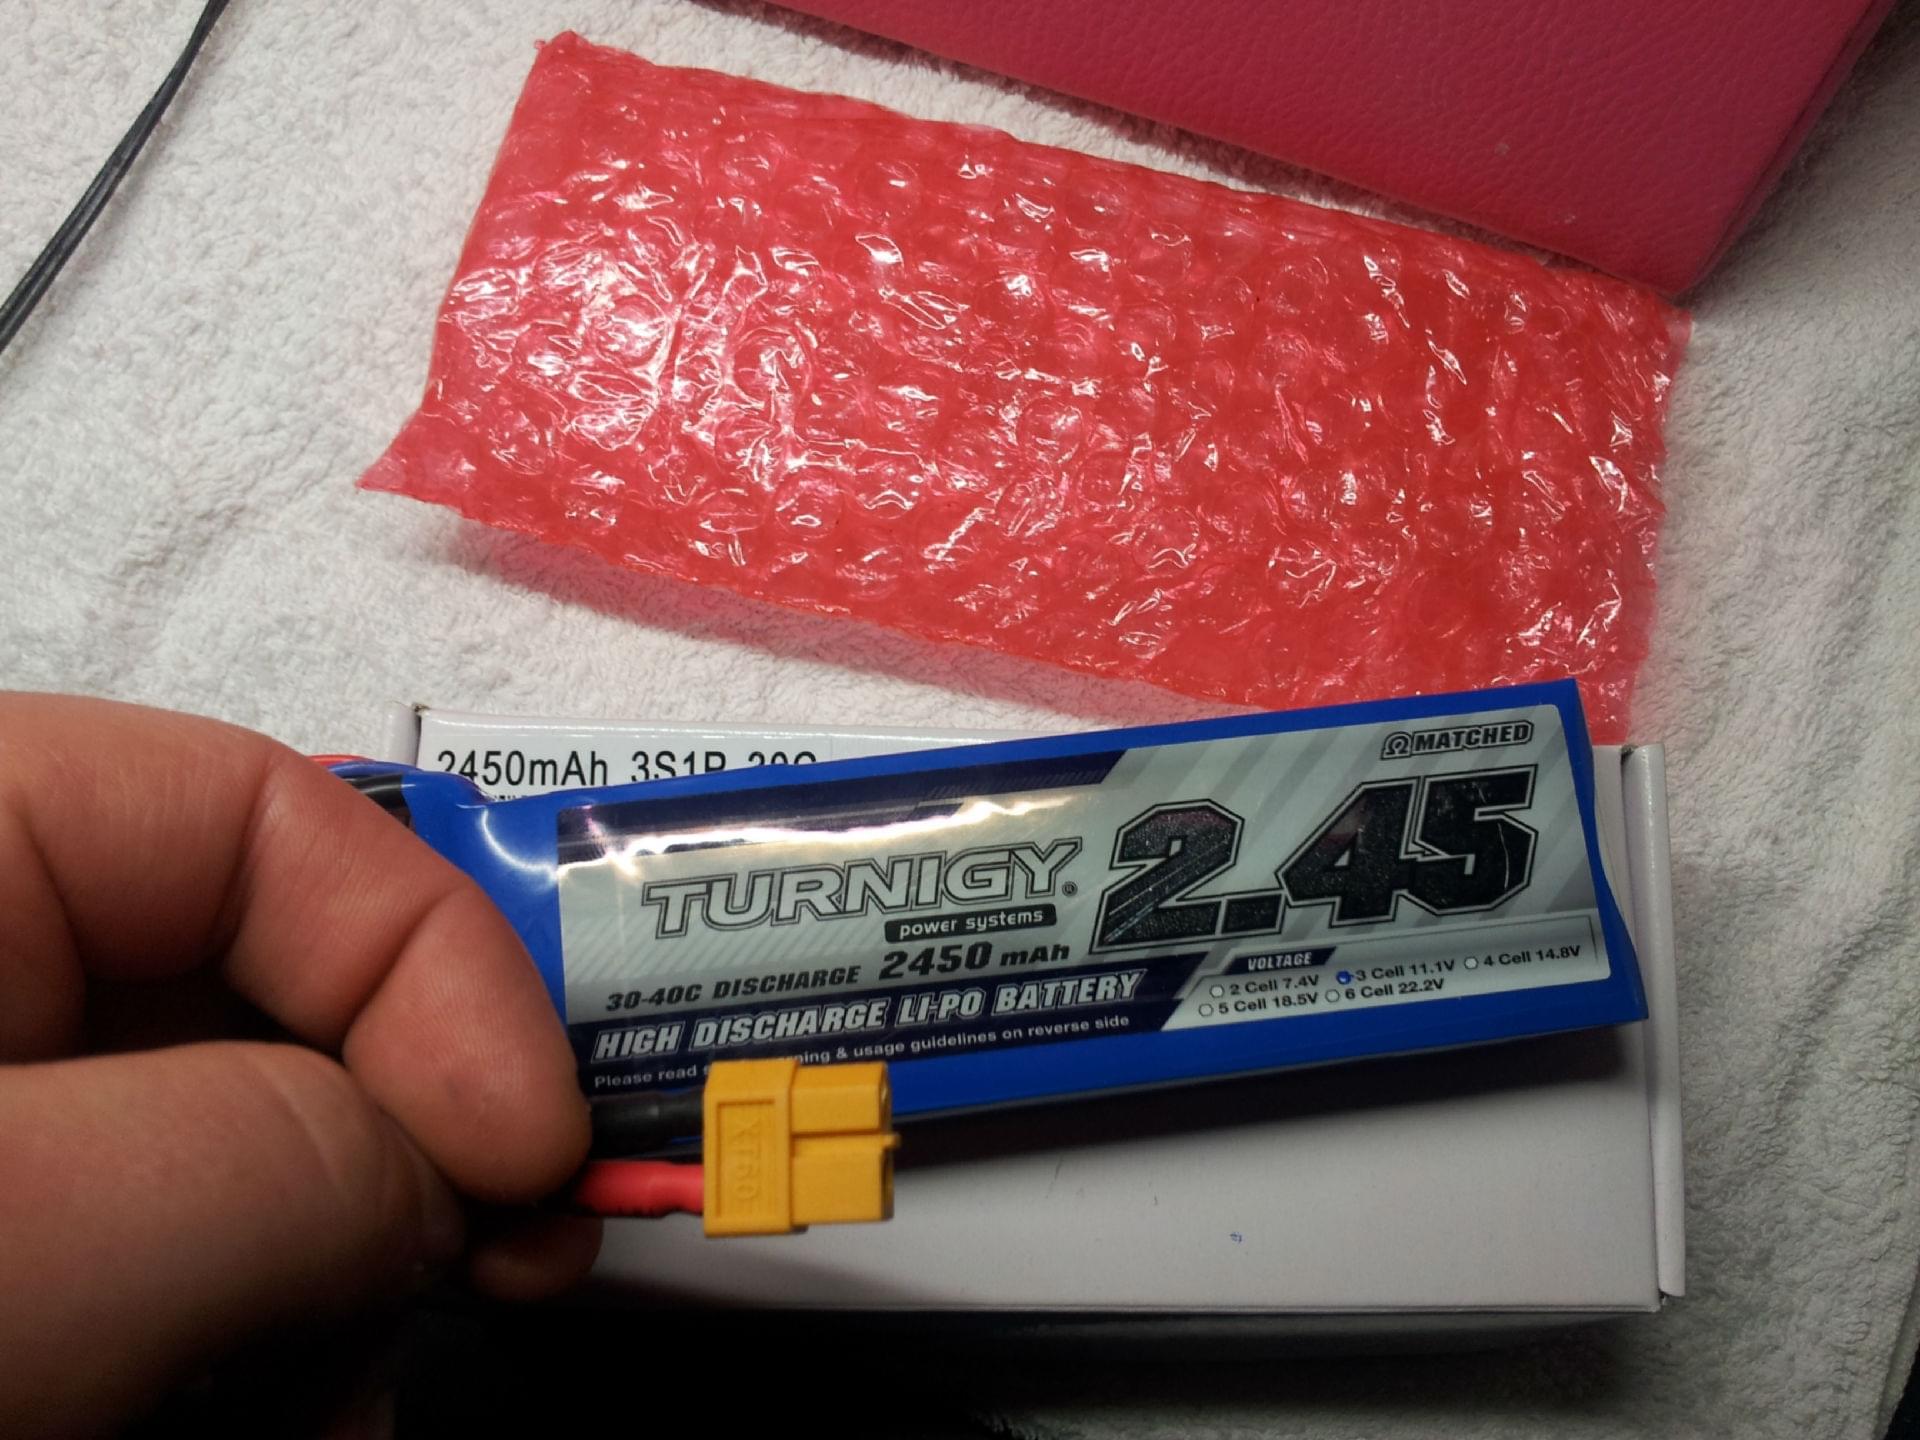 2450mAh 3S1P 30C
MATCHED
2.45
TURNIGY®
power systems
30-40C DISCHARGE 2450 mAh
HIGH DISCHARGE LI-PO BATTERY
Please read & usage guidelines on reverse side
VOLTAGE
2 Cell 7.4V 3 Cell 11.1V 4 Cell 14.8V
5 Cell 18.5V 6 Cell 22.2V
XT60